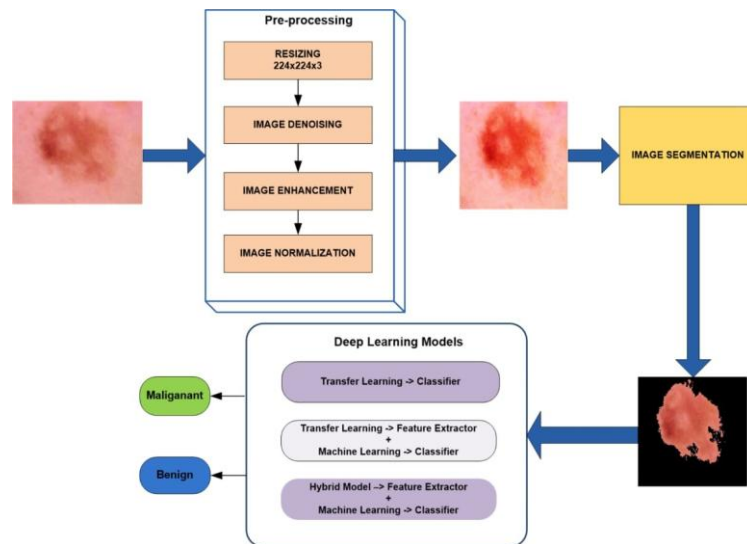 Pre-processing
RESIZING
224x224x3
IMAGE DENOISING
IMAGE ENHANCEMENT
IMAGE NORMALIZATION
IMAGE SEGMENTATION
Deep Learning Models
Transfer Learning -> Classifier
Transfer Learning -> Feature Extractor
+
Machine Learning -> Classifier
Hybrid Model --> Feature Extractor
+
Machine Learning -> Classifier
Maliganant
Benign